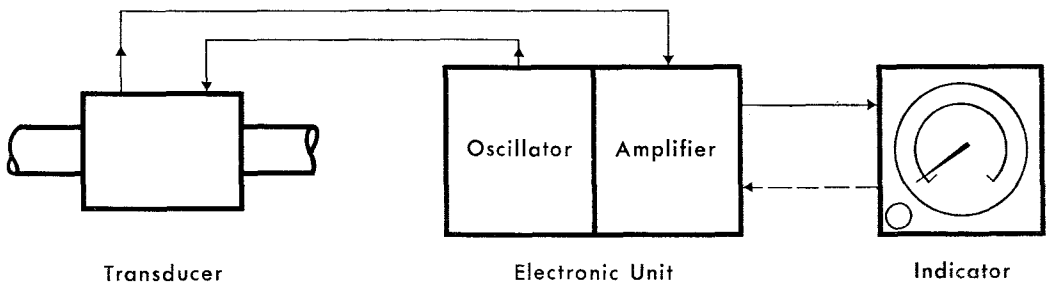 Oscillator
Amplifier
Transducer
Electronic Unit
Indicator